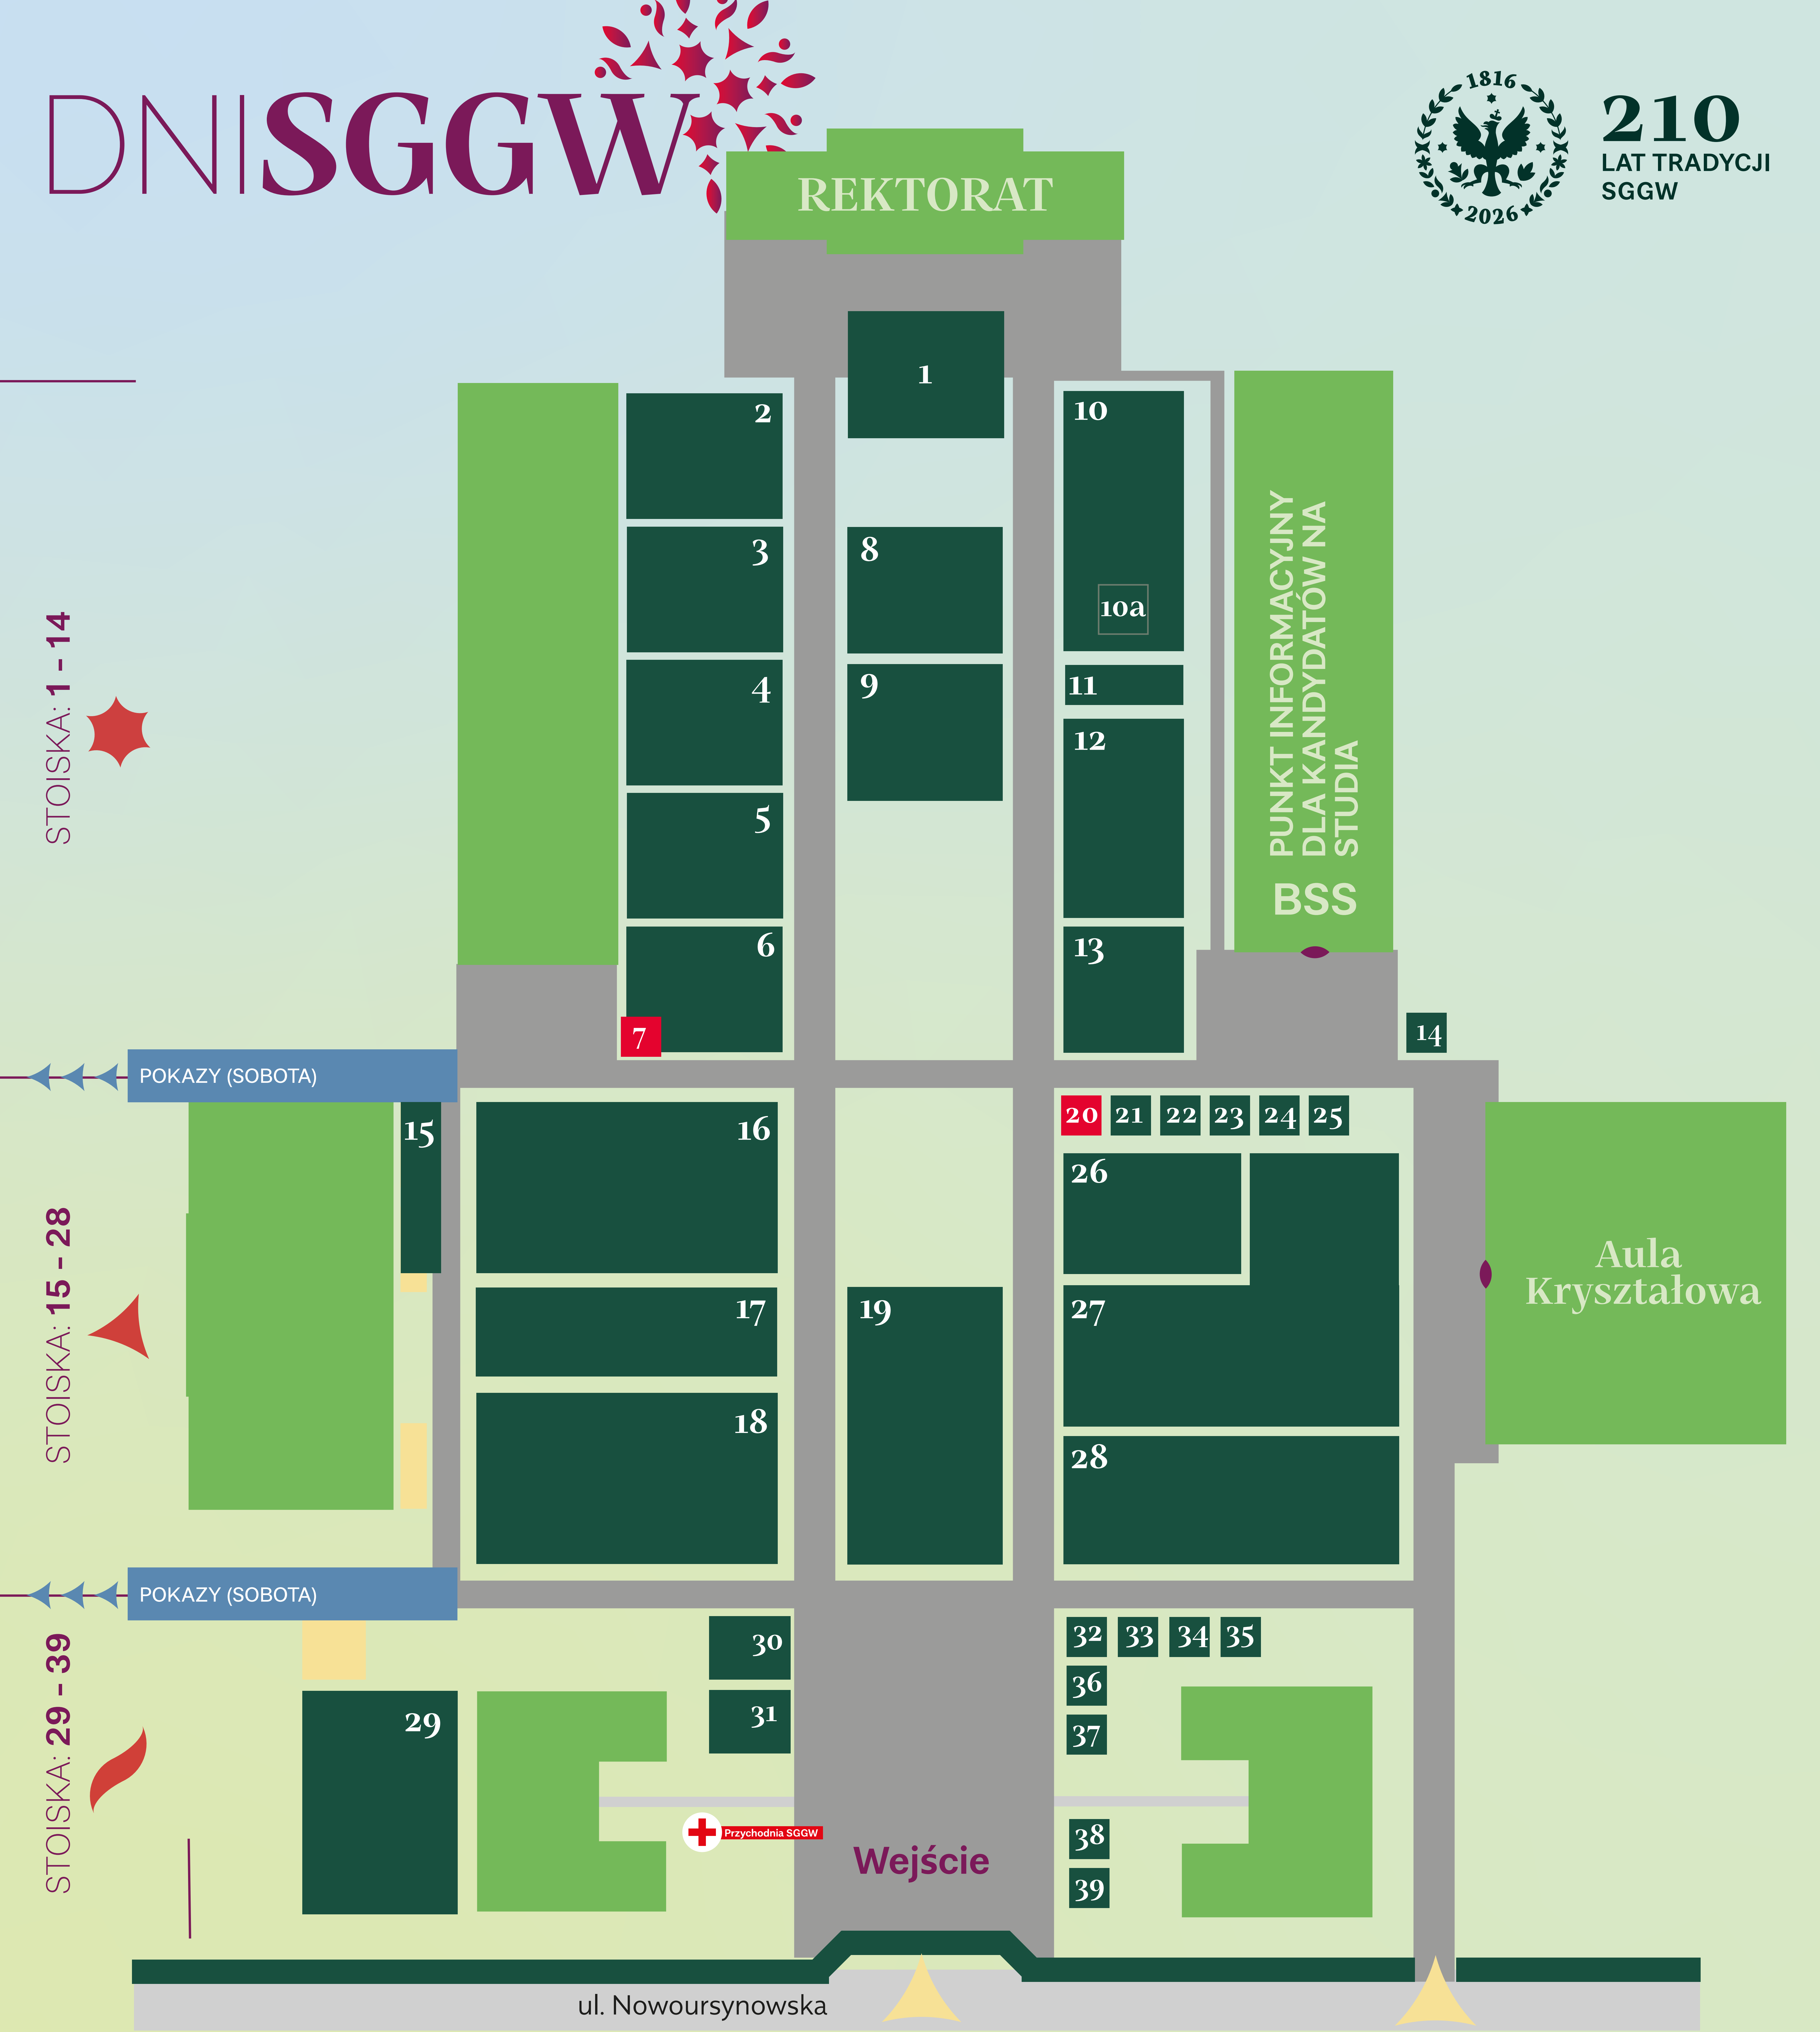 DNI SGGW
1816
2026
210
LAT TRADYCJI
SGGW
REKTORAT
1
2
3
4
5
6
7
8
9
10
10a
11
12
13
14
PUNKT INFORMACYJNY
DLA KANDYDATÓW NA
STUDIA
BSS
STOISKA: 1 - 14
POKAZY (SOBOTA)
15
16
17
18
19
20
21
22
23
24
25
26
27
28
Aula
Kryształowa
STOISKA: 15 - 28
POKAZY (SOBOTA)
29
30
31
32
33
34
35
36
37
38
39
STOISKA: 29 - 39
Przychodnia SGGW
Wejście
ul. Nowoursynowska